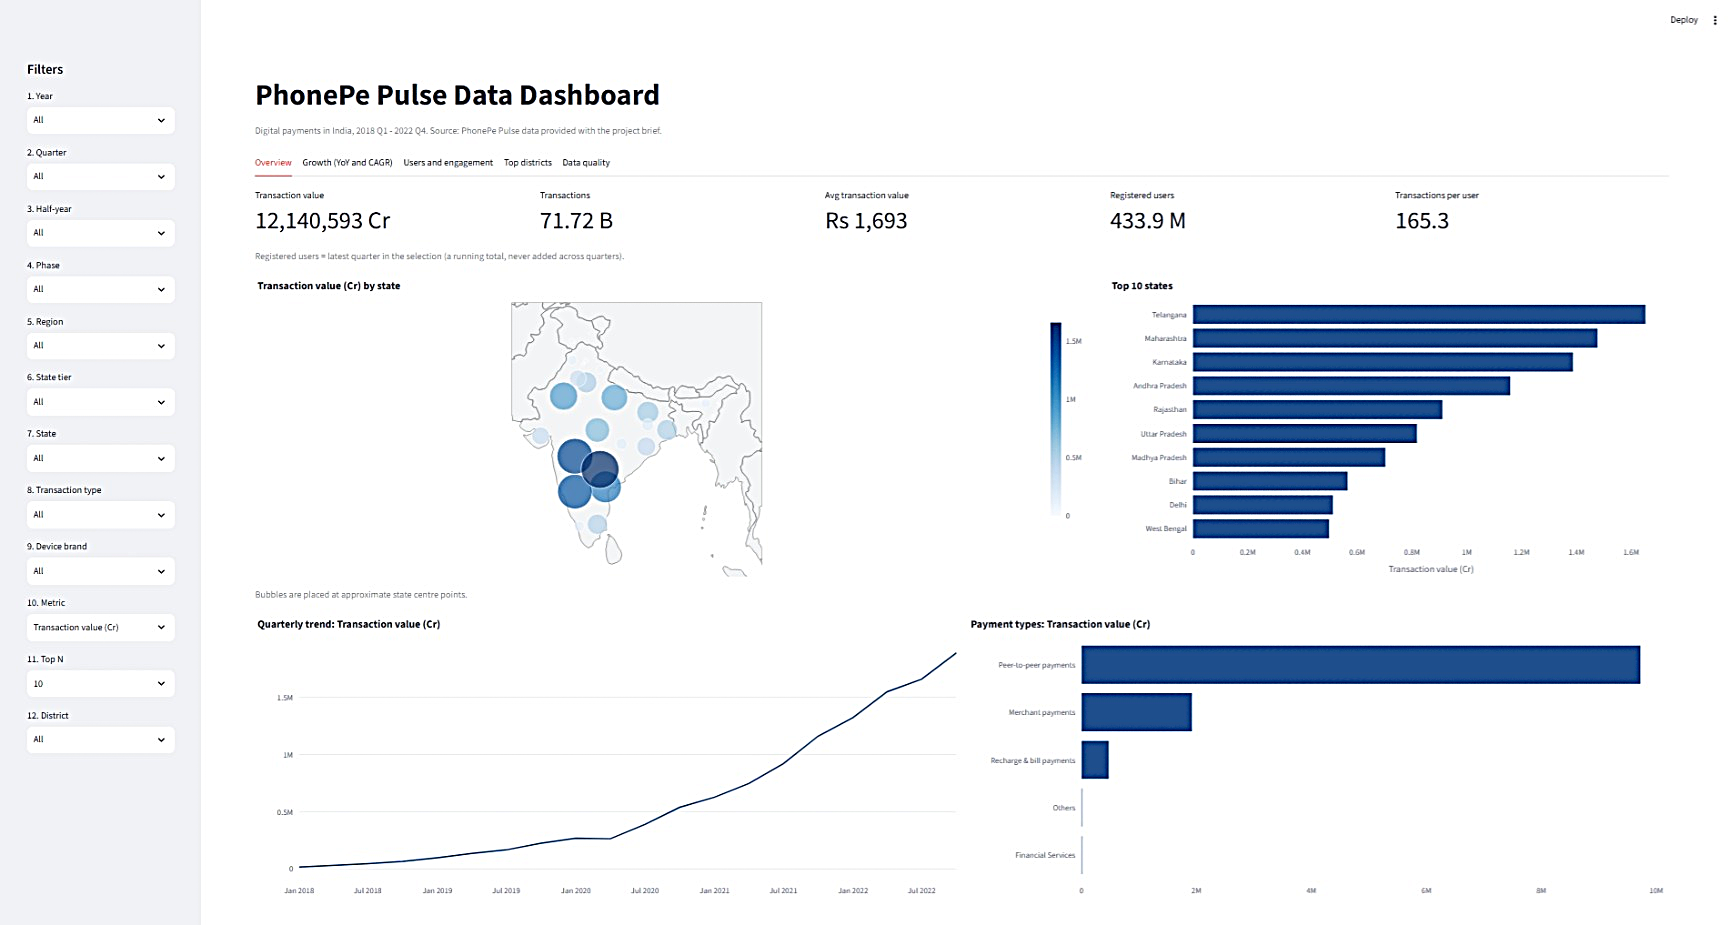 Deploy
Filters
1. Year
All
2. Quarter
All
3. Half-year
All
4. Phase
All
5. Region
All
6. State tier
All
7. State
All
8. Transaction type
All
9. Device brand
All
10. Metric
Transaction value (Cr)
11. Top N
10
12. District
All
PhonePe Pulse Data Dashboard
Digital payments in India, 2018 Q1 - 2022 Q4. Source: PhonePe Pulse data provided with the project brief.
Overview Growth (YoY and CAGR) Users and engagement Top districts Data quality
Transaction value Transactions Avg transaction value Registered users Transactions per user
12,140,593 Cr 71.72 B Rs 1,693 433.9 M 165.3
Registered users = latest quarter in the selection (a running total, never added across quarters).
Transaction value (Cr) by state
1.5M
1M
0.5M
0
Bubbles are placed at approximate state centre points.
Top 10 states
Telangana
Maharashtra
Karnataka
Andhra Pradesh
Rajasthan
Uttar Pradesh
Madhya Pradesh
Bihar
Delhi
West Bengal
0 0.2M 0.4M 0.6M 0.8M 1M 1.2M 1.4M 1.6M
Transaction value (Cr)
Quarterly trend: Transaction value (Cr)
1.5M
1M
0.5M
0
Jan 2018 Jul 2018 Jan 2019 Jul 2019 Jan 2020 Jul 2020 Jan 2021 Jul 2021 Jan 2022 Jul 2022
Payment types: Transaction value (Cr)
Peer-to-peer payments
Merchant payments
Recharge & bill payments
Others
Financial Services
0 2M 4M 6M 8M 10M